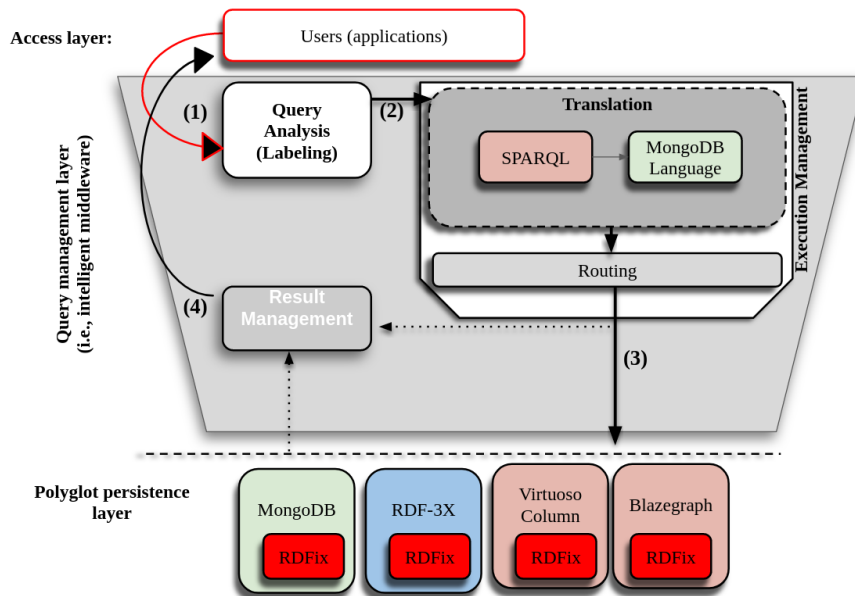 Access layer:
Users (applications)
(1)
Query
Analysis
(Labeling)
(2)
Translation
SPARQL
MongoDB
Language
Execution Management
Routing
Query management layer
(i.e., intelligent middleware)
Result
Management
(4)
(3)
Polyglot persistence
layer
MongoDB
RDFix
RDF-3X
RDFix
Virtuoso
Column
RDFix
Blazegraph
RDFix